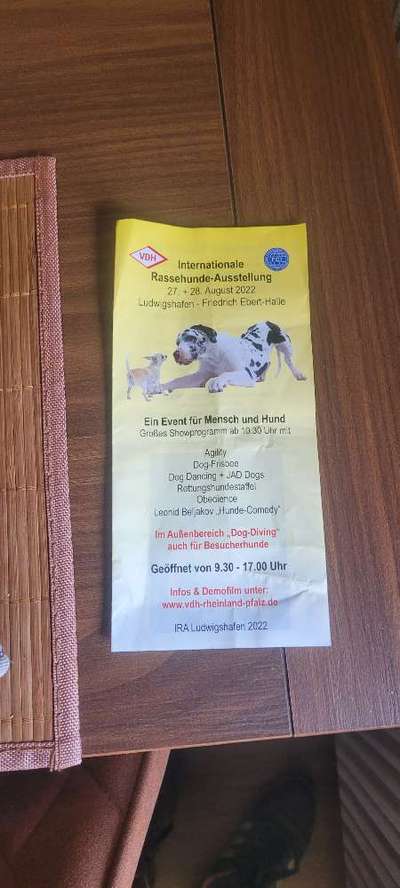 VDH
Internationale
Rassehunde-Ausstellung
27. + 28. August 2022
Ludwigshafen - Friedrich Ebert-Halle
Ein Event für Mensch und Hund
Großes Showprogramm ab 10.30 Uhr mit
Agility
Dog-Frisbee
Dog Dancing + JAD Dogs
Rettungshundestaffel
Obedience
Leonid Beljakov „Hunde-Comedy“
Im Außenbereich „Dog-Diving“
auch für Besucherhunde
Geöffnet von 9.30 - 17.00 Uhr
Infos & Demofilm unter:
www.vdh-rheinland-pfalz.de
IRA Ludwigshafen 2022